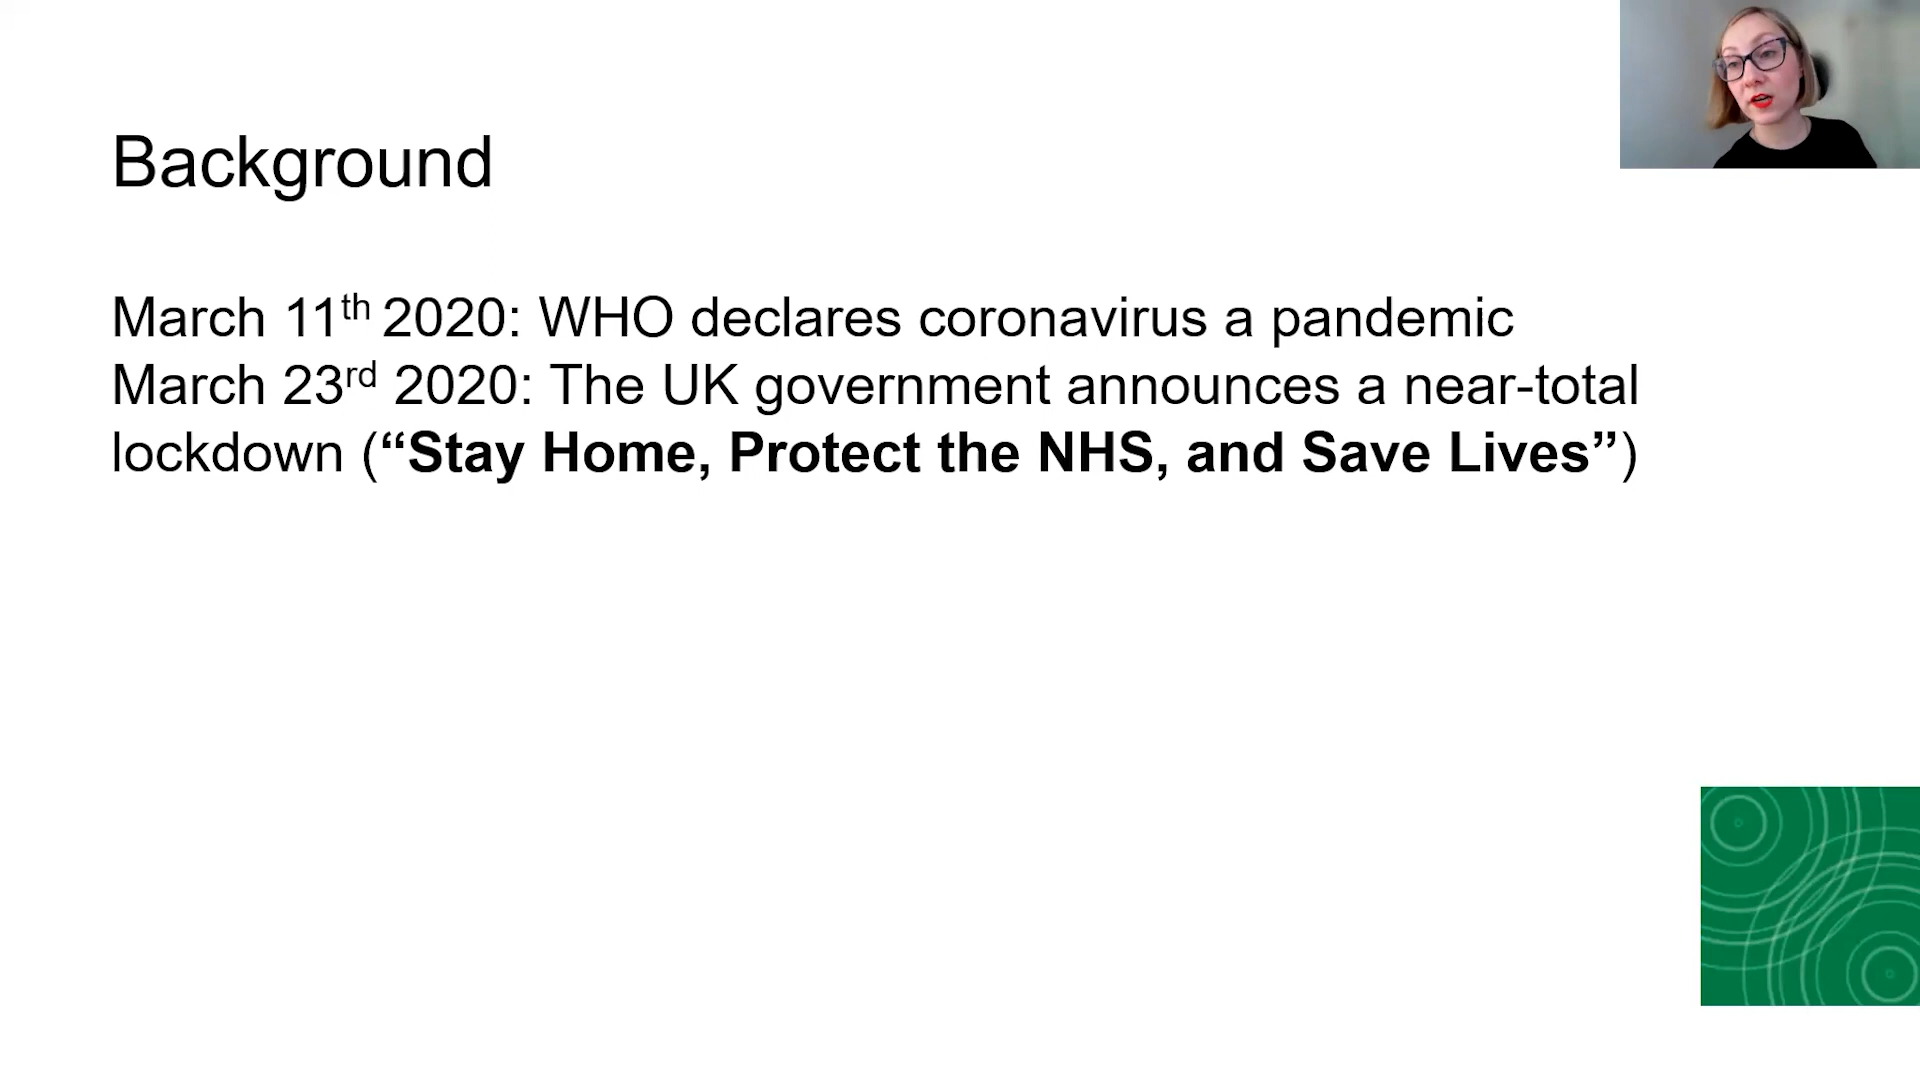 Background
March 11th 2020: WHO declares coronavirus a pandemic
March 23rd 2020: The UK government announces a near-total
lockdown (“Stay Home, Protect the NHS, and Save Lives”)